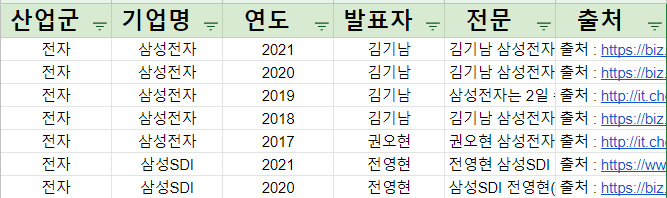 산업군 기업명 연도 발표자 전문 출처
전자 삼성전자 2021 김기남 김기남 삼성전자 출처 : https://biz.
전자 삼성전자 2020 김기남 김기남 삼성전자 출처 : https://biz.
전자 삼성전자 2019 김기남 삼성전자는 2일 출처 : http://it.ch
전자 삼성전자 2018 김기남 김기남 삼성전자 출처 : https://biz.
전자 삼성전자 2017 권오현 권오현 삼성전자 출처 : http://it.ch
전자 삼성SDI 2021 전영현 전영현 삼성SDI 출처 : https://ww
전자 삼성SDI 2020 전영현 삼성SDI 전영현( 출처 : https://biz.